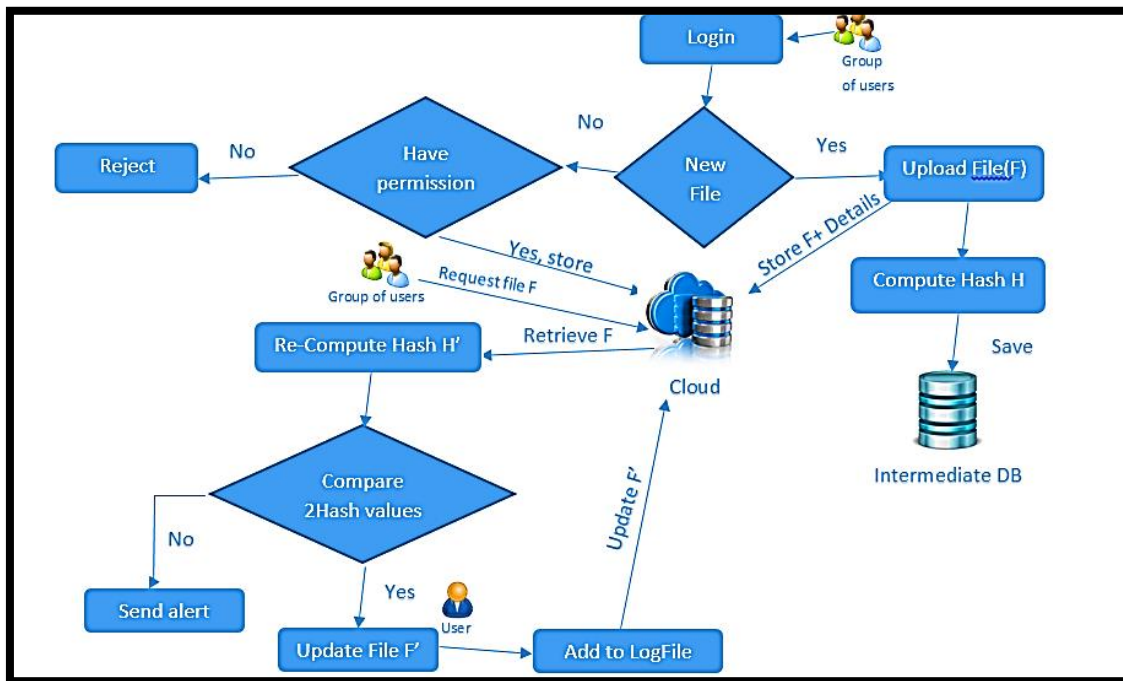 Login
Group
of users
No
Yes
Reject
No
Have
permission
New
File
Upload File(F)
Yes, store
Store F+ Details
Group of users
Request file F
Compute Hash H
Re-Compute Hash H’
Retrieve F
Save
Cloud
Intermediate DB
Compare
2Hash values
Update F’
No
Yes
Send alert
User
Update File F’
Add to LogFile